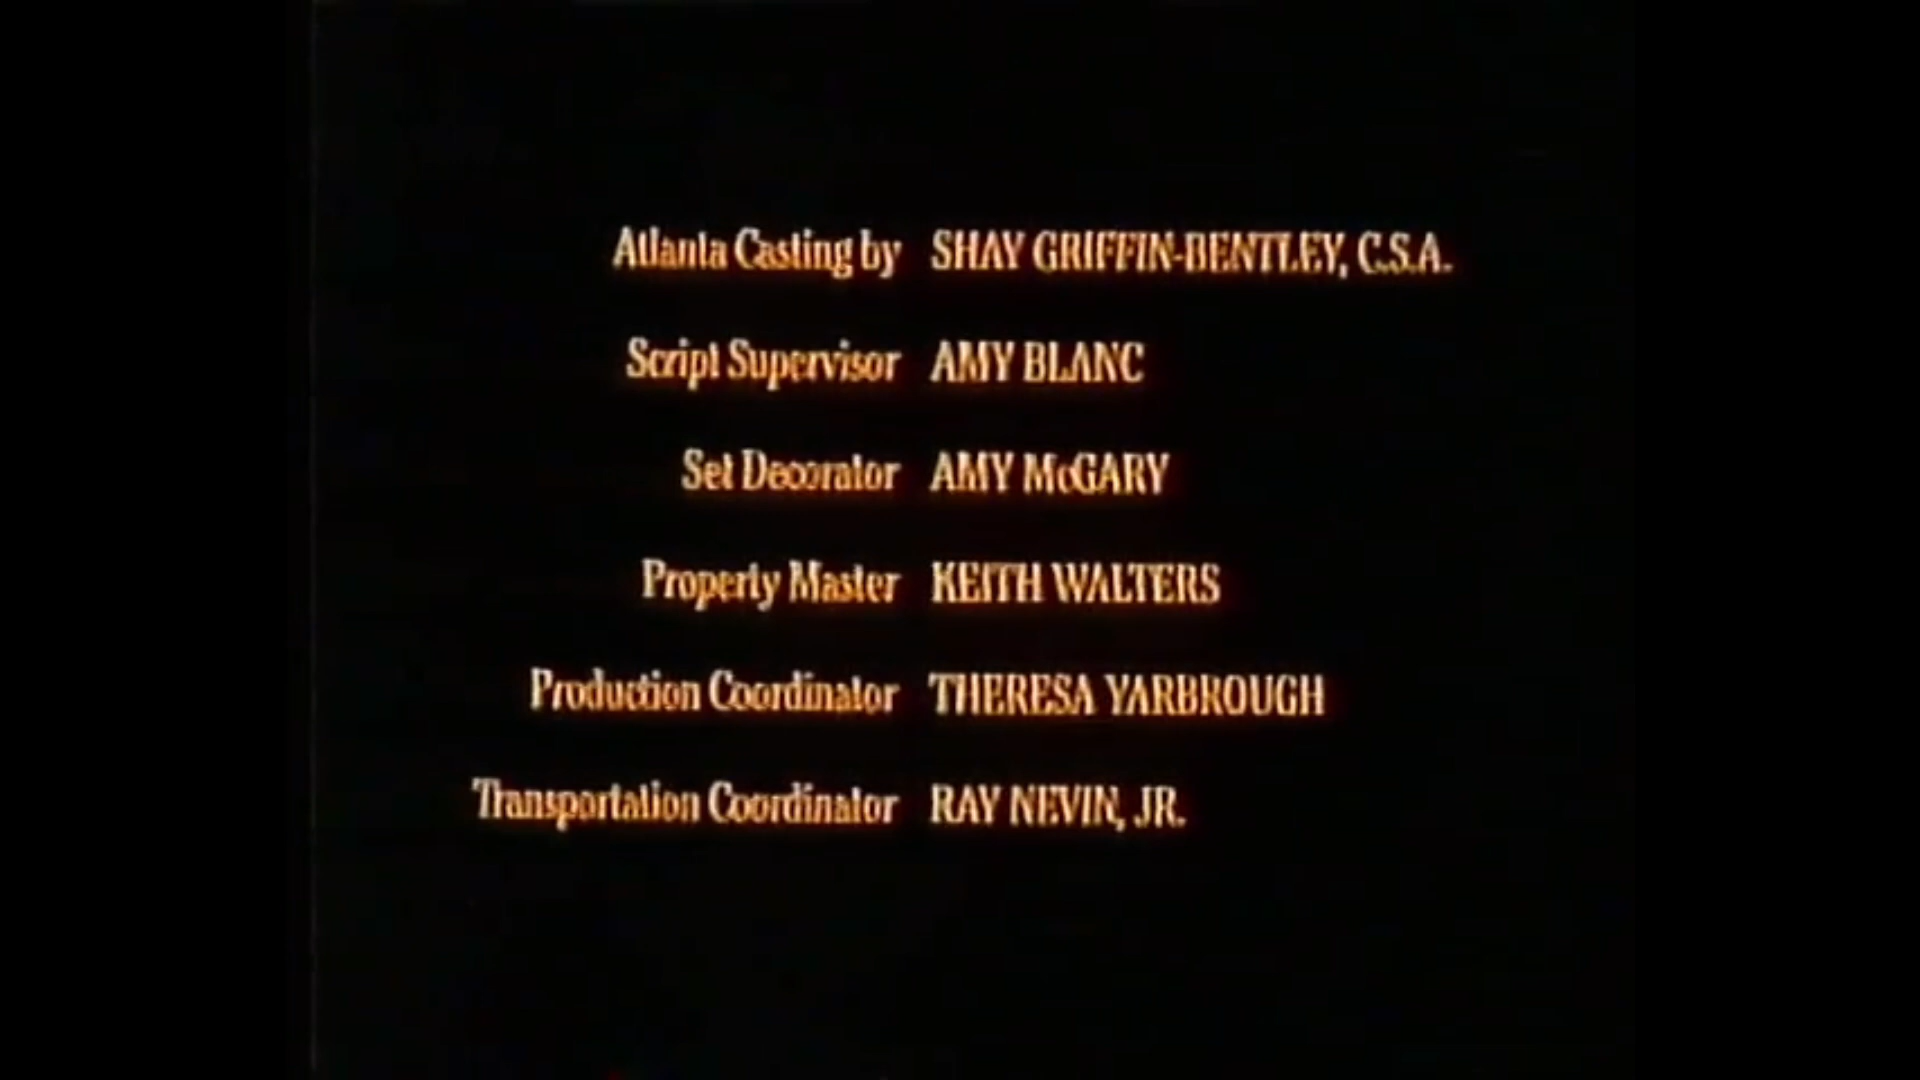 Atlanta Casting by SHAY GRIFFIN-BENTLEY, C.S.A.
Script Supervisor AMY BLANC
Set Decorator AMY McGARY
Property Master KEITH WALTERS
Production Coordinator THERESA YARBROUGH
Transportation Coordinator RAY NEVIN, JR.